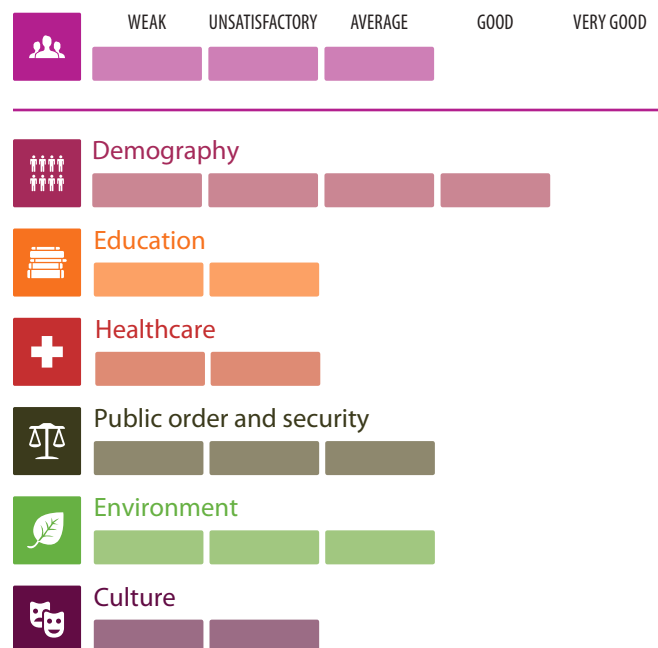 WEAK UNSATISFACTORY AVERAGE GOOD VERY GOOD
Demography
Education
Healthcare
Public order and security
Environment
Culture